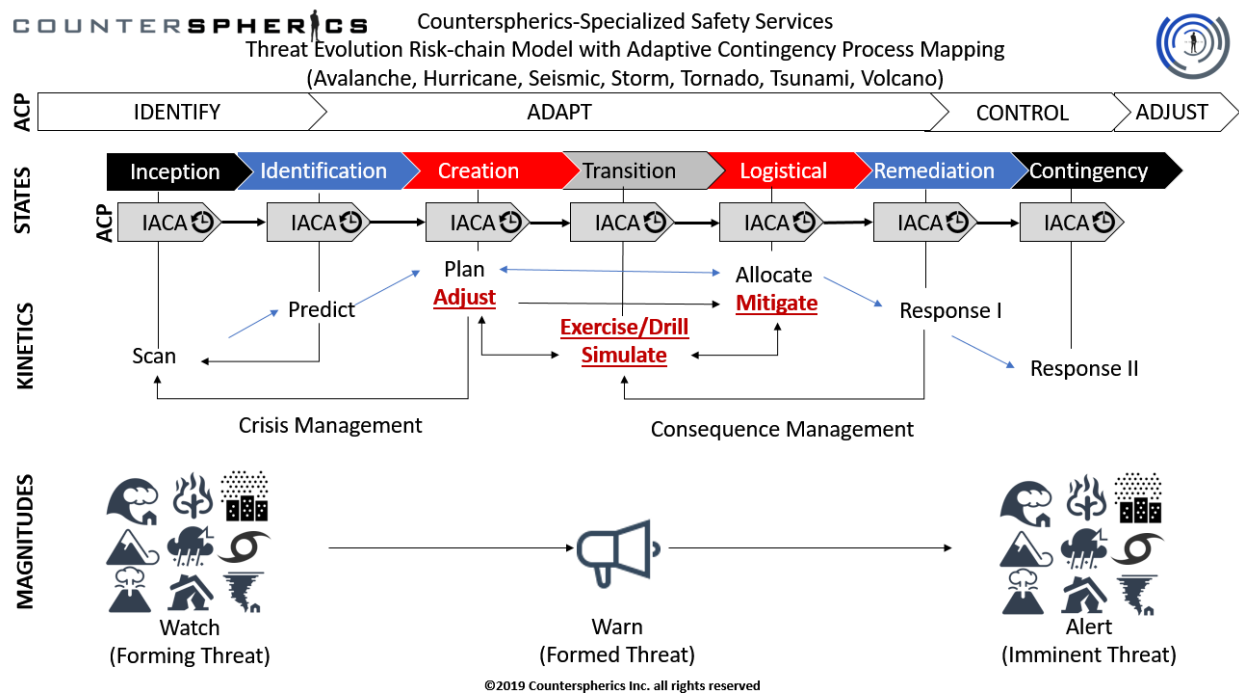 COUNTERSPHERICS
Counterspherics-Specialized Safety Services
Threat Evolution Risk-chain Model with Adaptive Contingency Process Mapping
(Avalanche, Hurricane, Seismic, Storm, Tornado, Tsunami, Volcano)
ACP
IDENTIFY
ADAPT
CONTROL
ADJUST
STATES
Inception
Identification
Creation
Transition
Logistical
Remediation
Contingency
ACP
IACA
IACA
IACA
IACA
IACA
IACA
IACA
KINETICS
Plan
Adjust
Allocate
Mitigate
Predict
Response I
Exercise/Drill
Simulate
Scan
Response II
Crisis Management
Consequence Management
MAGNITUDES
Watch
(Forming Threat)
Warn
(Formed Threat)
Alert
(Imminent Threat)
©2019 Counterspherics Inc. all rights reserved